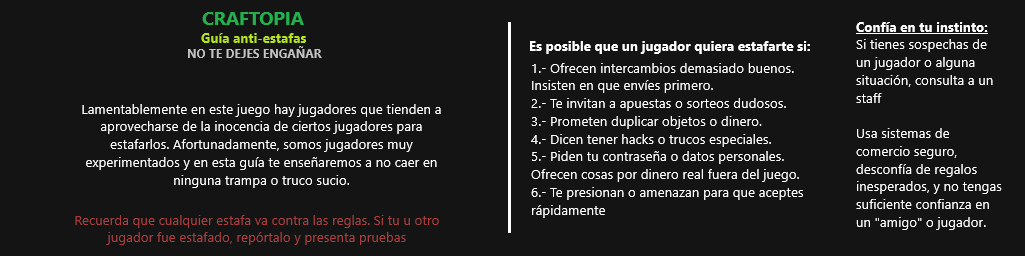 CRAFTOPIA
Guía anti-estafas
NO TE DEJES ENGAÑAR
Lamentablemente en este juego hay jugadores que tienden a
aprovecharse de la inocencia de ciertos jugadores para
estafarlos. Afortunadamente, somos jugadores muy
experimentados y en esta guía te enseñaremos a no caer en
ninguna trampa o truco sucio.
Recuerda que cualquier estafa va contra las reglas. Si tu u otro
jugador fue estafado, repórtalo y presenta pruebas
Es posible que un jugador quiera estafarte si:
1.- Ofrecen intercambios demasiado buenos.
Insisten en que envíes primero.
2.- Te invitan a apuestas o sorteos dudosos.
3.- Prometen duplicar objetos o dinero.
4.- Dicen tener hacks o trucos especiales.
5.- Piden tu contraseña o datos personales.
Ofrecen cosas por dinero real fuera del juego.
6.- Te presionan o amenazan para que aceptes
rápidamente
Confía en tu instinto:
Si tienes sospechas de
un jugador o alguna
situación, consulta a un
staff
Usa sistemas de
comercio seguro,
desconfía de regalos
inesperados, y no tengas
suficiente confianza en
un "amigo" o jugador.